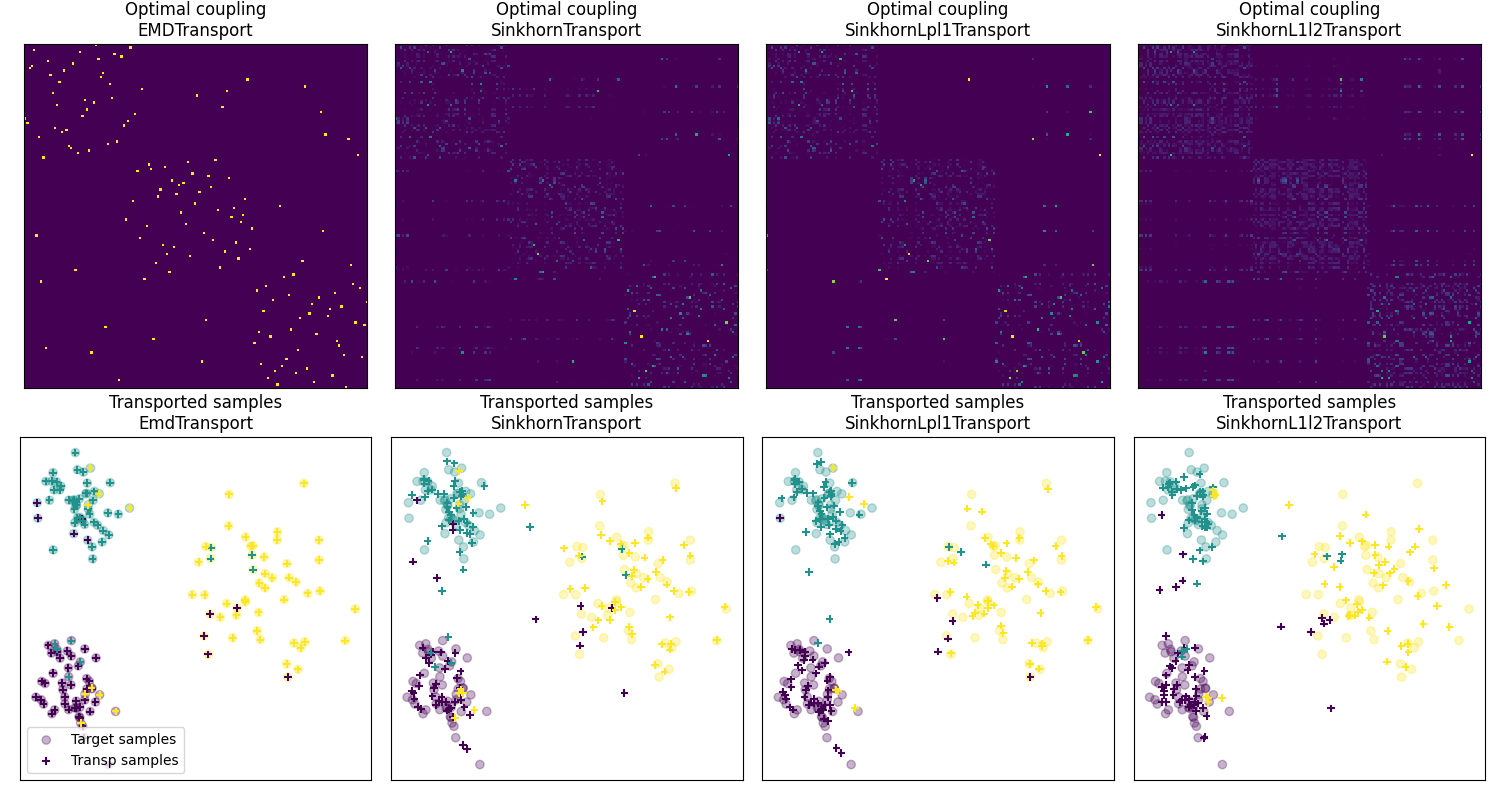 Optimal coupling
EMDTransport
Optimal coupling
SinkhornTransport
Optimal coupling
SinkhornLpl1Transport
Optimal coupling
SinkhornL1l2Transport
Transported samples
EmdTransport
Transported samples
SinkhornTransport
Transported samples
SinkhornLpl1Transport
Transported samples
SinkhornL1l2Transport
Target samples
Transp samples